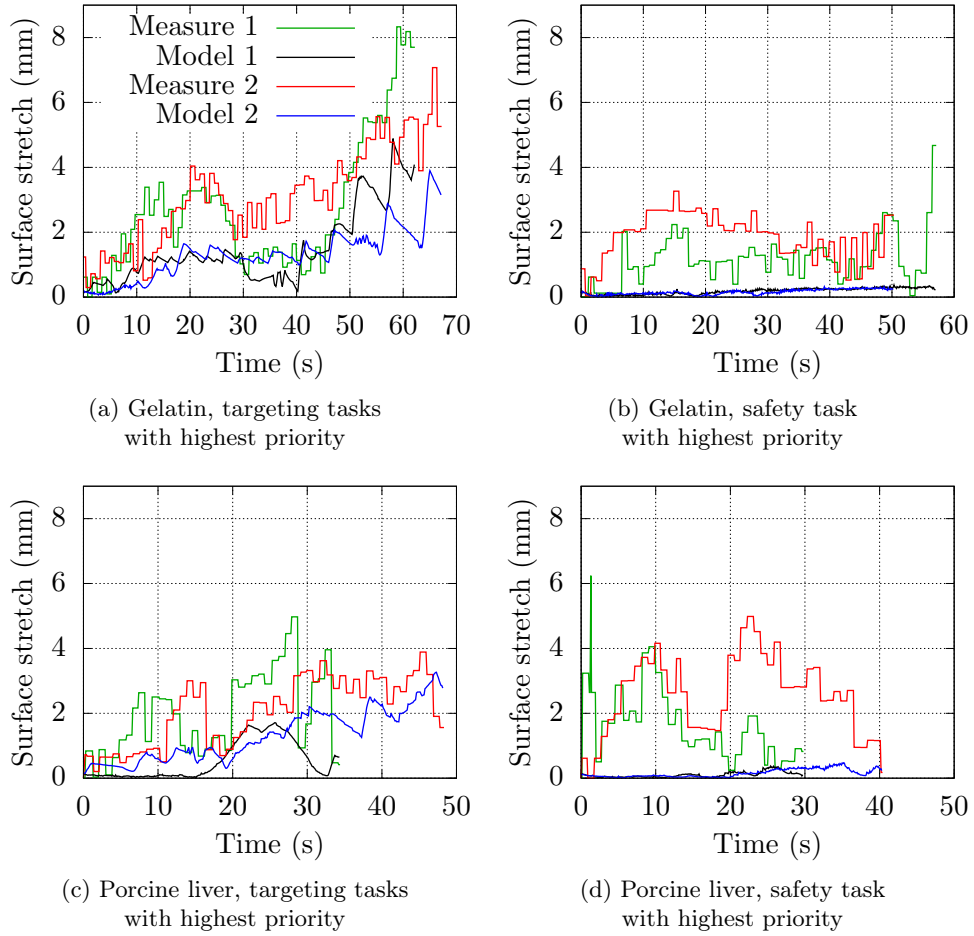 Surface stretch (mm)
8
6
4
2
0
Measure 1
Model 1
Measure 2
Model 2
0 10 20 30 40 50 60 70
Time (s)
(a) Gelatin, targeting tasks
with highest priority
Surface stretch (mm)
8
6
4
2
0
0 10 20 30 40 50 60
Time (s)
(b) Gelatin, safety task
with highest priority
Surface stretch (mm)
8
6
4
2
0
0 10 20 30 40 50
Time (s)
(c) Porcine liver, targeting tasks
with highest priority
Surface stretch (mm)
8
6
4
2
0
0 10 20 30 40 50
Time (s)
(d) Porcine liver, safety task
with highest priority